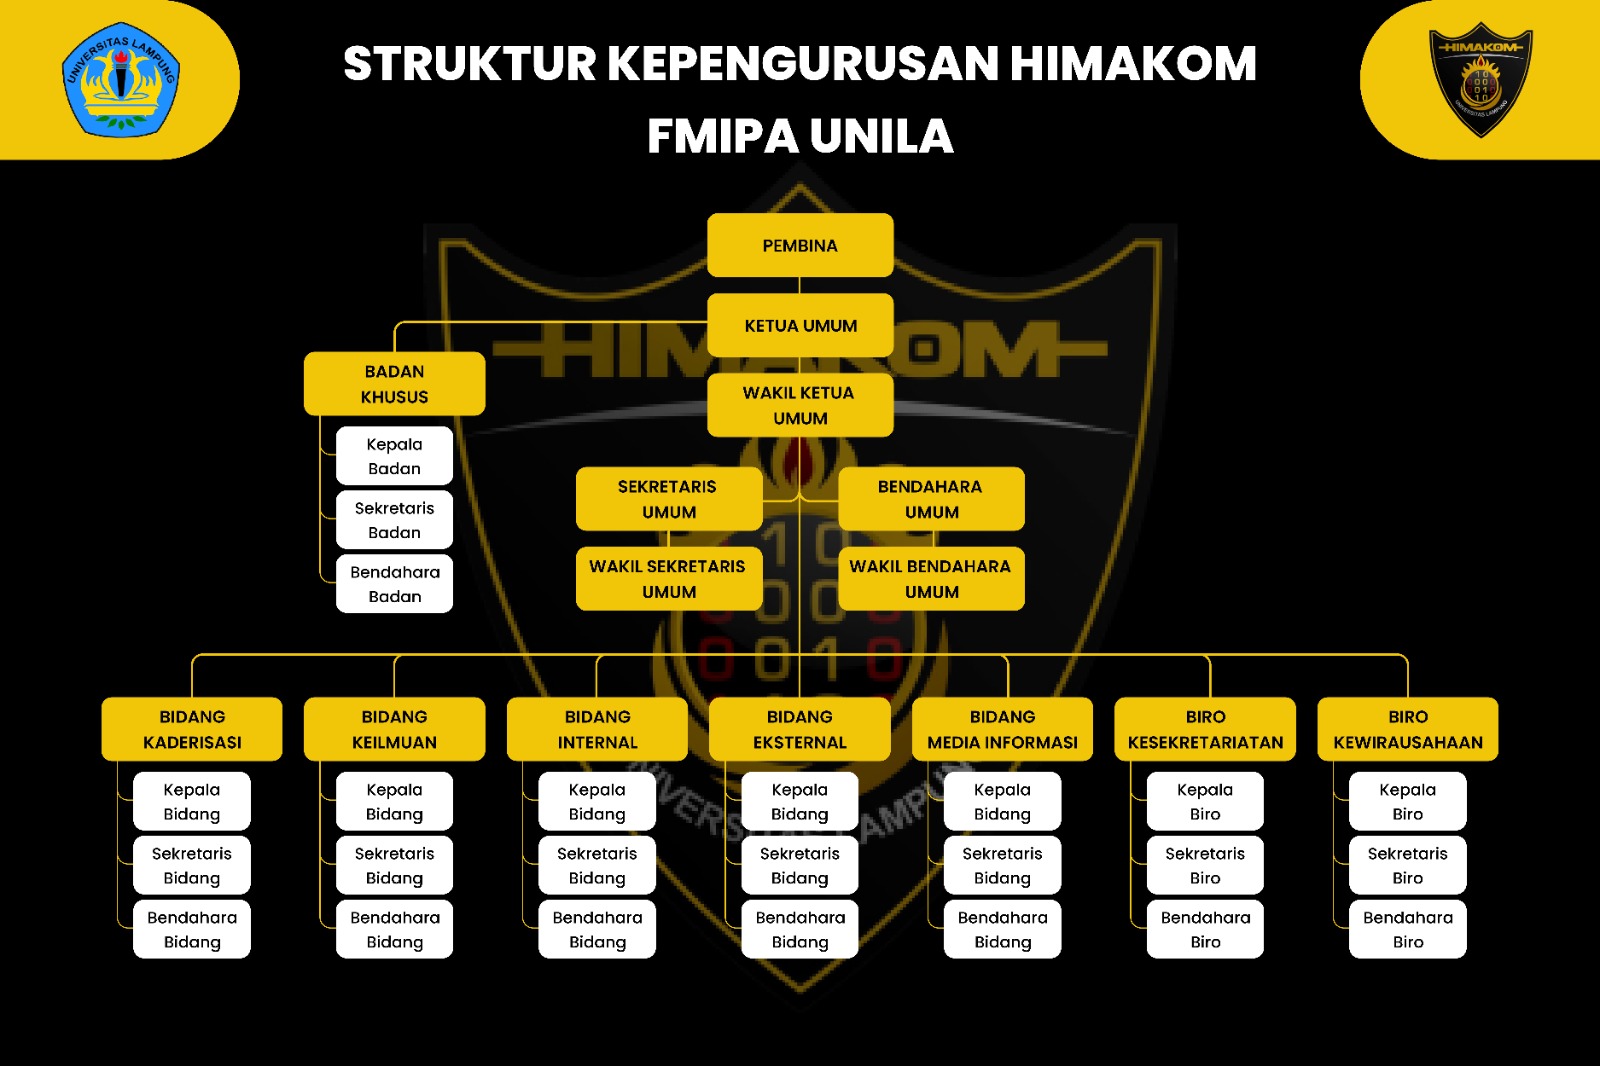 STRUKTUR KEPENGURUSAN HIMAKOM
FMIPA UNILA
UNIVERSITAS LAMPUNG
HIMAKOM
UNIVERSITAS LAMPUNG
PEMBINA
KETUA UMUM
HIMAKOM
WAKIL KETUA
UMUM
BADAN
KHUSUS
Kepala
Badan
Sekretaris
Badan
Bendahara
Badan
SEKRETARIS
UMUM
BENDAHARA
UMUM
WAKIL SEKRETARIS
UMUM
WAKIL BENDAHARA
UMUM
BIDANG
KADERISASI
Kepala
Bidang
Sekretaris
Bidang
Bendahara
Bidang
BIDANG
KEILMUAN
Kepala
Bidang
Sekretaris
Bidang
Bendahara
Bidang
BIDANG
INTERNAL
Kepala
Bidang
Sekretaris
Bidang
Bendahara
Bidang
BIDANG
EKSTERNAL
Kepala
Bidang
Sekretaris
Bidang
Bendahara
Bidang
BIDANG
MEDIA INFORMASI
Kepala
Bidang
Sekretaris
Bidang
Bendahara
Bidang
BIRO
KESEKRETARIATAN
Kepala
Biro
Sekretaris
Biro
Bendahara
Biro
BIRO
KEWIRAUSAHAAN
Kepala
Biro
Sekretaris
Biro
Bendahara
Biro